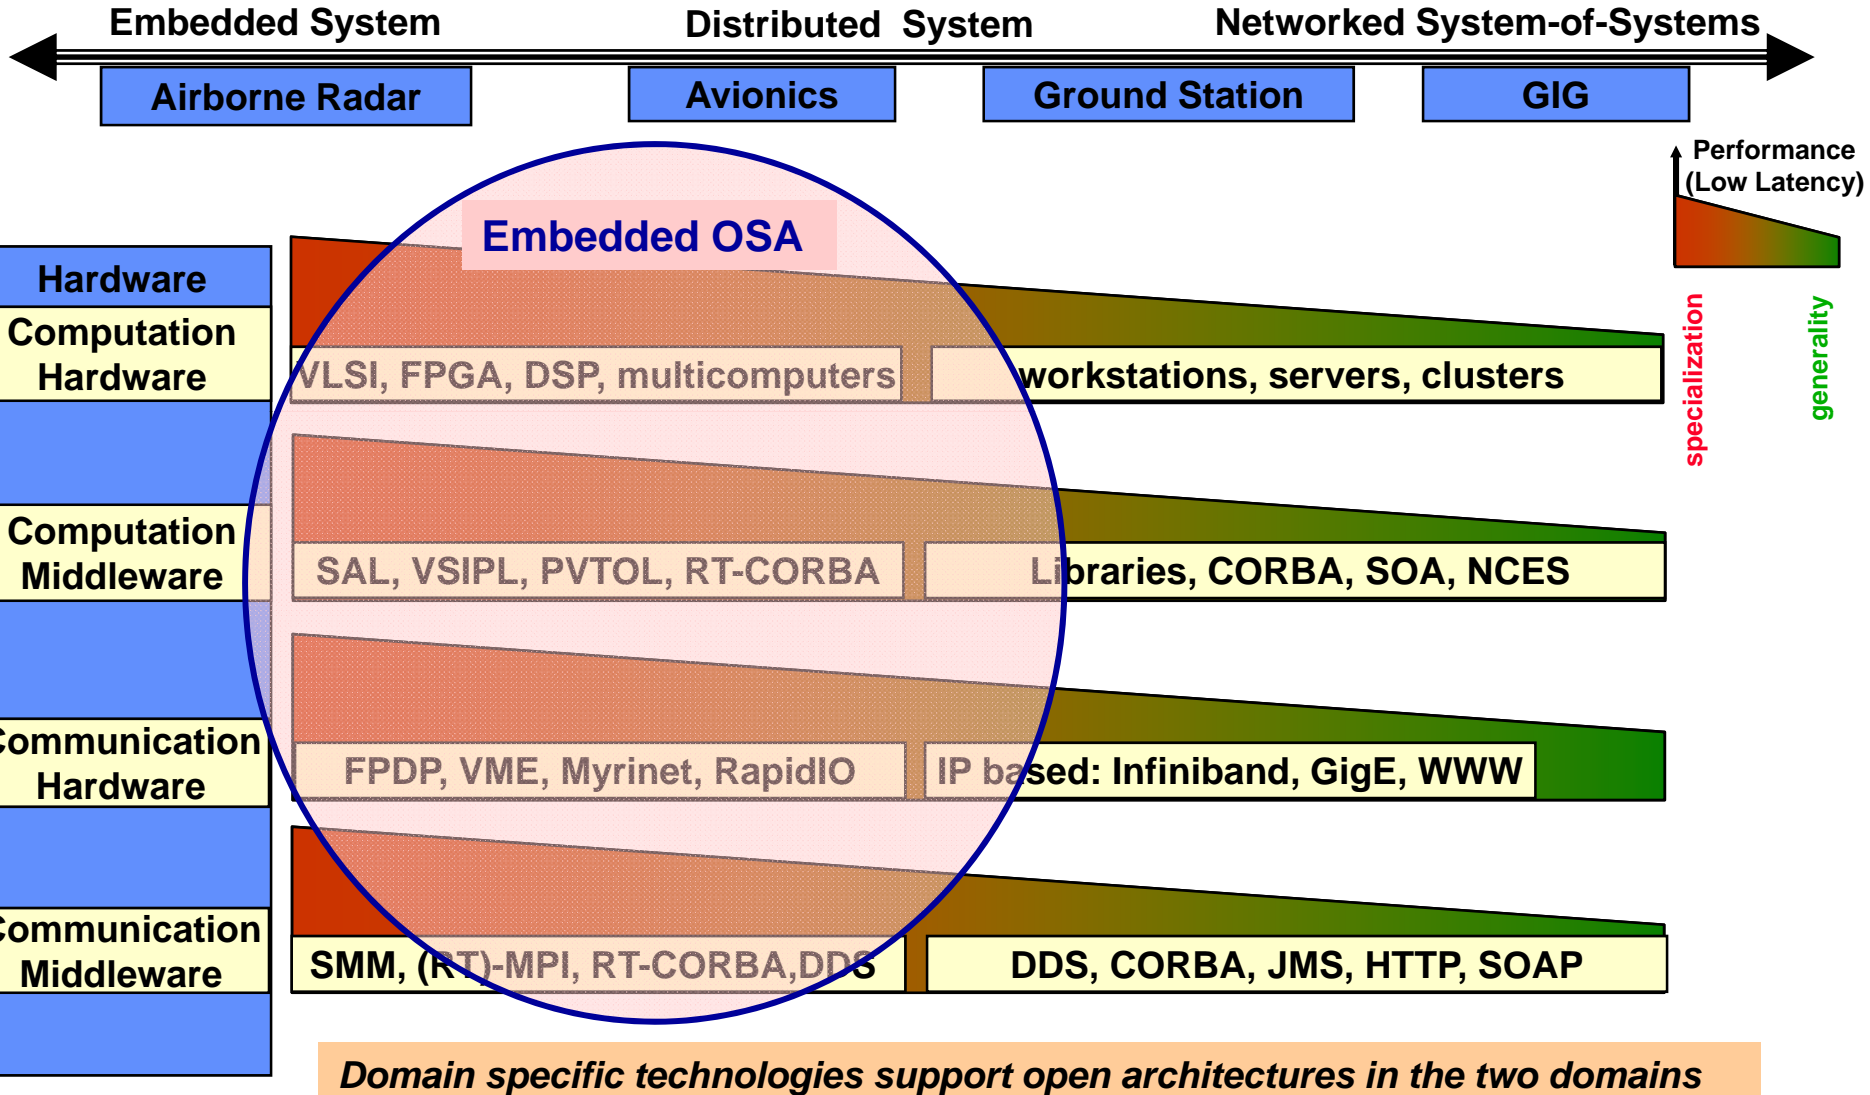 Embedded System
Distributed System
Networked System-of-Systems
Airborne Radar
Avionics
Ground Station
GIG
Performance
(Low Latency)
specialization
generality
Embedded OSA
Hardware
Computation
Hardware
VLSI, FPGA, DSP, multicomputers
workstations, servers, clusters
Computation
Middleware
SAL, VSIPL, PVTOL, RT-CORBA
Libraries, CORBA, SOA, NCES
Communication
Hardware
FPDP, VME, Myrinet, RapidIO
IP based: Infiniband, GigE, WWW
Communication
Middleware
SMM, (RT)-MPI, RT-CORBA,DDS
DDS, CORBA, JMS, HTTP, SOAP
Domain specific technologies support open architectures in the two domains